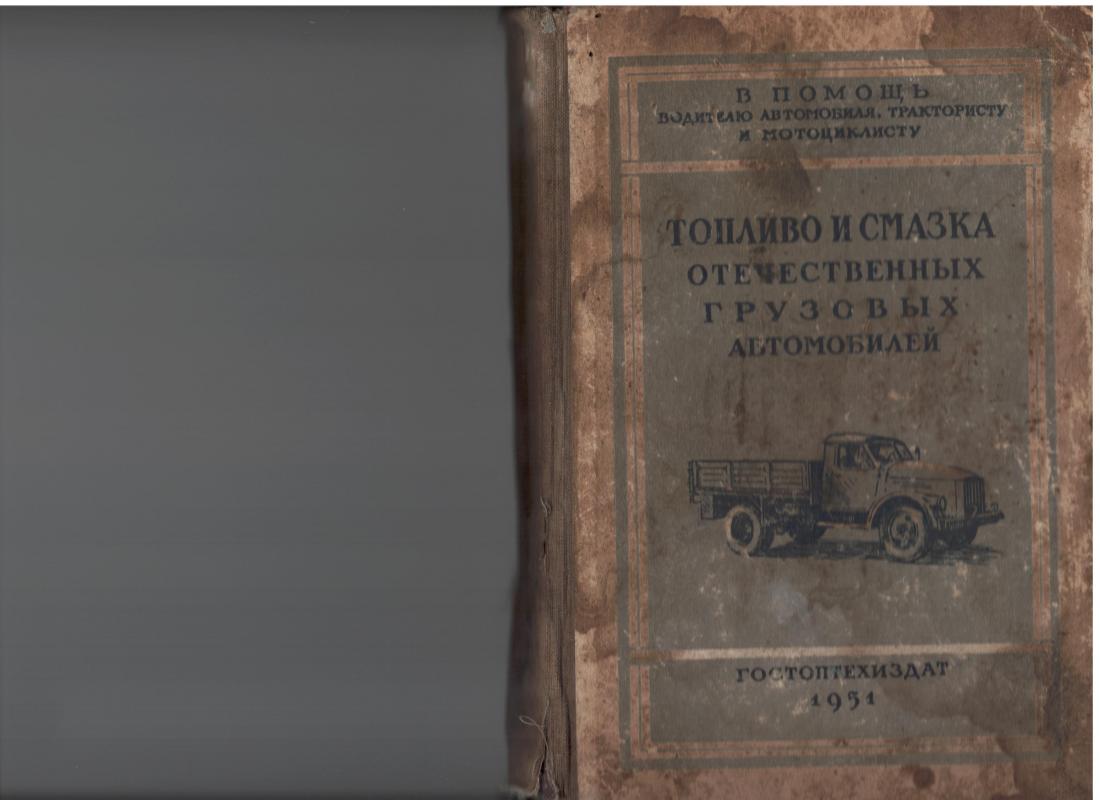 В ПОМОЩЬ
ВОДИТЕЛЮ АВТОМОБИЛЯ, ТРАКТОРИСТУ
И МОТОЦИКЛИСТУ
ТОПЛИВО И СМАЗКА
ОТЕЧЕСТВЕННЫХ
ГРУЗОВЫХ
АВТОМОБИЛЕЙ
ГОСТОПТЕХИЗДАТ
1951